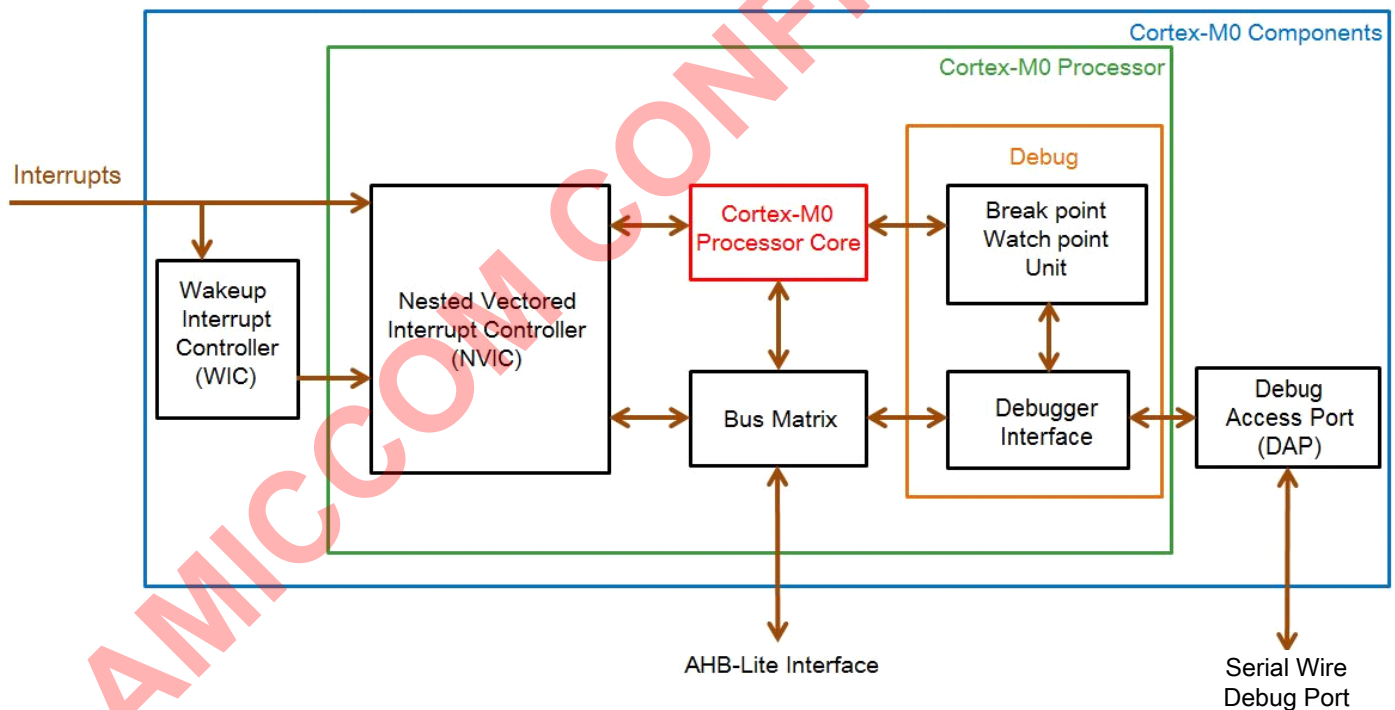 Cortex-M0 Components
Cortex-M0 Processor
Debug
Interrupts
Cortex-M0
Processor Core
Break point
Watch point
Unit
Wakeup
Interrupt
Controller
(WIC)
Nested Vectored
Interrupt Controller
(NVIC)
Bus Matrix
Debugger
Interface
Debug
Access Port
(DAP)
AHB-Lite Interface
Serial Wire
Debug Port
AMICCOM CONF